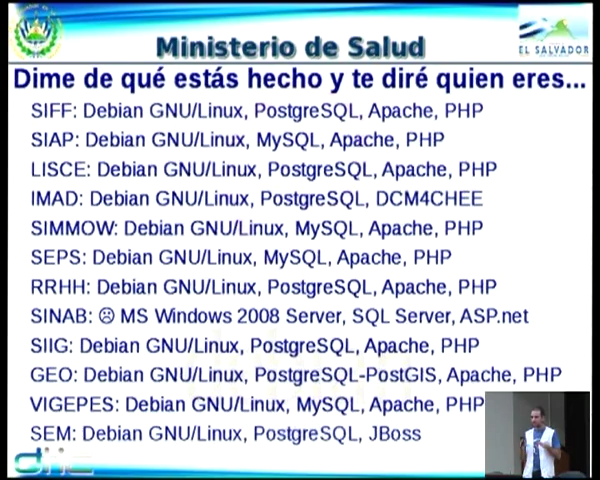 Ministerio de Salud
EL SALVADOR
Dime de qué estás hecho y te diré quien eres...
SIFF: Debian GNU/Linux, PostgreSQL, Apache, PHP
SIAP: Debian GNU/Linux, MySQL, Apache, PHP
LISCE: Debian GNU/Linux, PostgreSQL, Apache, PHP
IMAD: Debian GNU/Linux, PostgreSQL, DCM4CHEE
SIMMOW: Debian GNU/Linux, MySQL, Apache, PHP
SEPS: Debian GNU/Linux, MySQL, Apache, PHP
RRHH: Debian GNU/Linux, PostgreSQL, Apache, PHP
SINAB: ☹ MS Windows 2008 Server, SQL Server, ASP.net
SIIG: Debian GNU/Linux, PostgreSQL, Apache, PHP
GEO: Debian GNU/Linux, PostgreSQL-PostGIS, Apache, PHP
VIGEPES: Debian GNU/Linux, MySQL, Apache, PHP
SEM: Debian GNU/Linux, PostgreSQL, JBoss